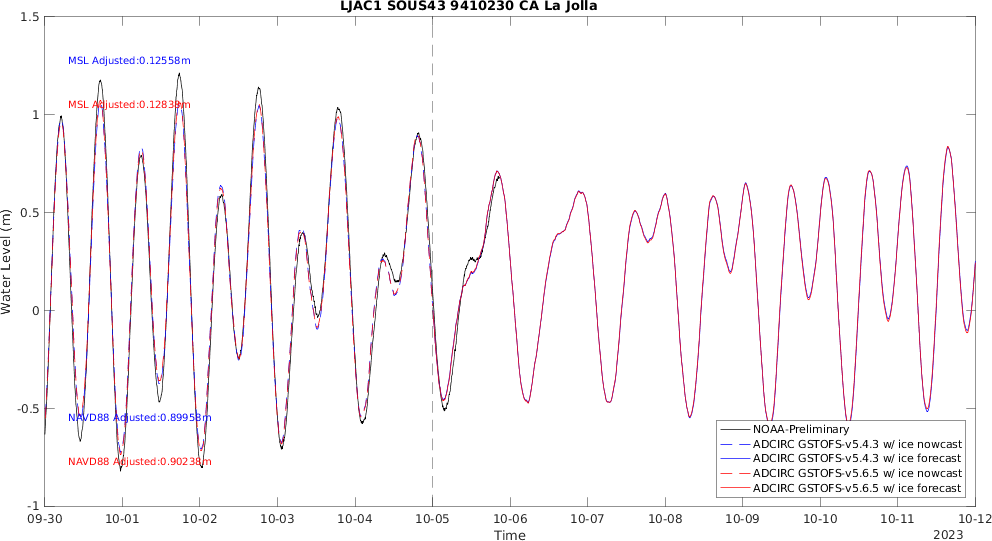 LJAC1 SOUS43 9410230 CA La Jolla
1.5
1
0.5
0
-0.5
-1
Water Level (m)
MSL Adjusted:0.12558m
MSL Adjusted:0.12838m
NAVD88 Adjusted:0.89958m
NAVD88 Adjusted:0.90238m
NOAA-Preliminary
ADCIRC GSTOFS-v5.4.3 w/ ice nowcast
ADCIRC GSTOFS-v5.4.3 w/ ice forecast
ADCIRC GSTOFS-v5.6.5 w/ ice nowcast
ADCIRC GSTOFS-v5.6.5 w/ ice forecast
09-30 10-01 10-02 10-03 10-04 10-05 10-06 10-07 10-08 10-09 10-10 10-11 10-12
Time
2023